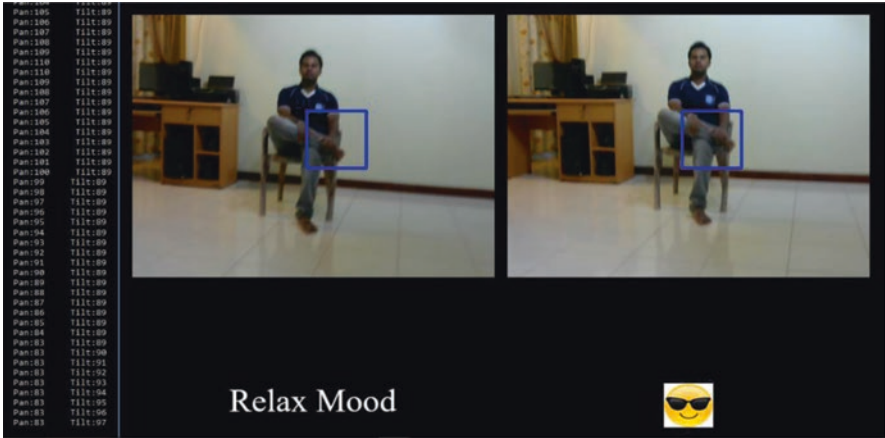 Pan:105 Tilt:89
Pan:106 Tilt:89
Pan:107 Tilt:89
Pan:108 Tilt:89
Pan:109 Tilt:89
Pan:110 Tilt:89
Pan:110 Tilt:89
Pan:109 Tilt:89
Pan:108 Tilt:89
Pan:107 Tilt:89
Pan:106 Tilt:89
Pan:105 Tilt:89
Pan:104 Tilt:89
Pan:103 Tilt:89
Pan:102 Tilt:89
Pan:101 Tilt:89
Pan:100 Tilt:89
Pan:99 Tilt:89
Pan:98 Tilt:89
Pan:97 Tilt:89
Pan:96 Tilt:89
Pan:95 Tilt:89
Pan:94 Tilt:89
Pan:93 Tilt:89
Pan:92 Tilt:89
Pan:91 Tilt:89
Pan:90 Tilt:89
Pan:89 Tilt:89
Pan:88 Tilt:89
Pan:87 Tilt:89
Pan:86 Tilt:89
Pan:85 Tilt:89
Pan:84 Tilt:89
Pan:83 Tilt:89
Pan:83 Tilt:90
Pan:83 Tilt:91
Pan:83 Tilt:92
Pan:83 Tilt:93
Pan:83 Tilt:94
Pan:83 Tilt:95
Pan:83 Tilt:96
Pan:83 Tilt:97
Relax Mood